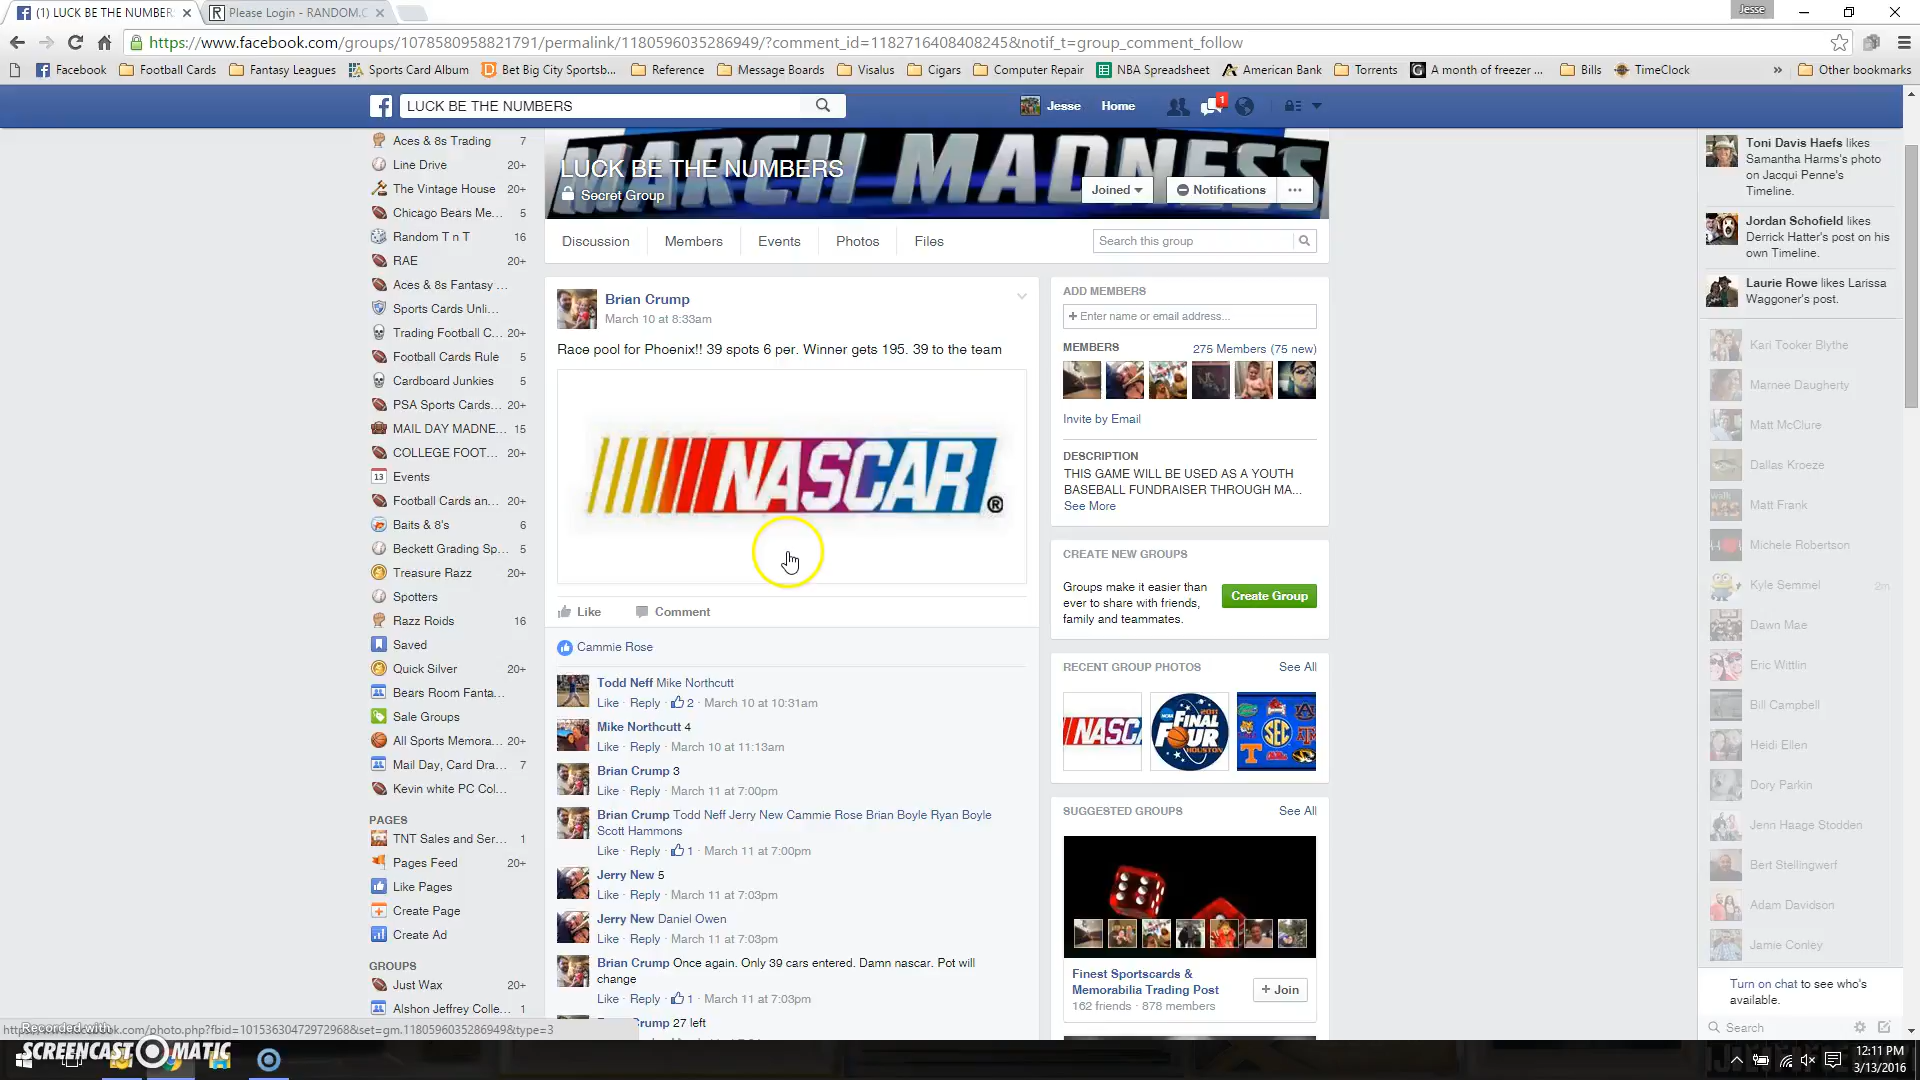 (1) LUCK BE THE NUMBER
Please Login - RANDOM.C
Jesse
https://www.facebook.com/groups/1078580958821791/permalink/1180596035286949/?comment_id=1182716408408245&notif_t=group_comment_follow
Facebook
Football Cards
Fantasy Leagues
Sports Card Album
Bet Big City Sportsb...
Reference
Message Boards
Visalus
Cigars
Computer Repair
NBA Spreadsheet
American Bank
Torrents
A month of freezer ...
Bills
TimeClock
»
Other bookmarks
LUCK BE THE NUMBERS
Jesse
Home
1
Aces & 8s Trading 7
Line Drive 20+
The Vintage House 20+
Chicago Bears Me... 5
Random T n T 16
RAE 20+
Aces & 8s Fantasy ...
Sports Cards Unli...
Trading Football C... 20+
Football Cards Rule 5
Cardboard Junkies 5
PSA Sports Cards... 20+
MAIL DAY MADNE... 15
COLLEGE FOOT... 20+
13 Events
Football Cards an... 20+
Baits & 8's 6
Beckett Grading Sp... 5
Treasure Razz 20+
Spotters
Razz Roids 16
Saved
Quick Silver 20+
Bears Room Fanta...
Sale Groups
All Sports Memora... 20+
Mail Day, Card Dra... 7
Kevin white PC Col...
PAGES
TNT Sales and Ser... 1
Pages Feed 20+
Like Pages
Create Page
Create Ad
GROUPS
Just Wax 20+
Alshon Jeffrey Colle... 1
MARCH MADNESS
LUCK BE THE NUMBERS
Secret Group
Joined
Notifications
...
Discussion
Members
Events
Photos
Files
Search this group
Brian Crump
March 10 at 8:33am
Race pool for Phoenix!! 39 spots 6 per. Winner gets 195. 39 to the team
NASCAR ®
Like
Comment
Cammie Rose
Todd Neff Mike Northcutt
Like · Reply · 2 · March 10 at 10:31am
Mike Northcutt 4
Like · Reply · March 10 at 11:13am
Brian Crump 3
Like · Reply · March 11 at 7:00pm
Brian Crump Todd Neff Jerry New Cammie Rose Brian Boyle Ryan Boyle
Scott Hammons
Like · Reply · 1 · March 11 at 7:00pm
Jerry New 5
Like · Reply · March 11 at 7:03pm
Jerry New Daniel Owen
Like · Reply · March 11 at 7:03pm
Brian Crump Once again. Only 39 cars entered. Damn nascar. Pot will
change
Like · Reply · 1 · March 11 at 7:03pm
Crump 27 left
ADD MEMBERS
+ Enter name or email address...
MEMBERS
275 Members (75 new)
Invite by Email
DESCRIPTION
THIS GAME WILL BE USED AS A YOUTH
BASEBALL FUNDRAISER THROUGH MA...
See More
CREATE NEW GROUPS
Groups make it easier than
ever to share with friends,
family and teammates.
Create Group
RECENT GROUP PHOTOS
See All
NASC
NCAA
2011
FINAL
FOUR
HOUSTON
SEC
SUGGESTED GROUPS
See All
Finest Sportscards &
Memorabilia Trading Post
162 friends · 878 members
+ Join
Toni Davis Haefs likes
Samantha Harms's photo
on Jacqui Penne's
Timeline.
Jordan Schofield likes
Derrick Hatter's post on his
own Timeline.
Laurie Rowe likes Larissa
Waggoner's post.
Kari Tooker Blythe
Marnee Daugherty
Matt McClure
Dallas Kroeze
Matt Frank
Michele Robertson
Kyle Semmel 2m
Dawn Mae
Eric Wittlin
Bill Campbell
Heidi Ellen
Dory Parkin
Jenn Haage Stodden
Bert Stellingwerf
Adam Davidson
Jamie Conley
Turn on chat to see who's
available.
Search
Recorded with
SCREENCAST-O-MATIC
12:11 PM
3/13/2016